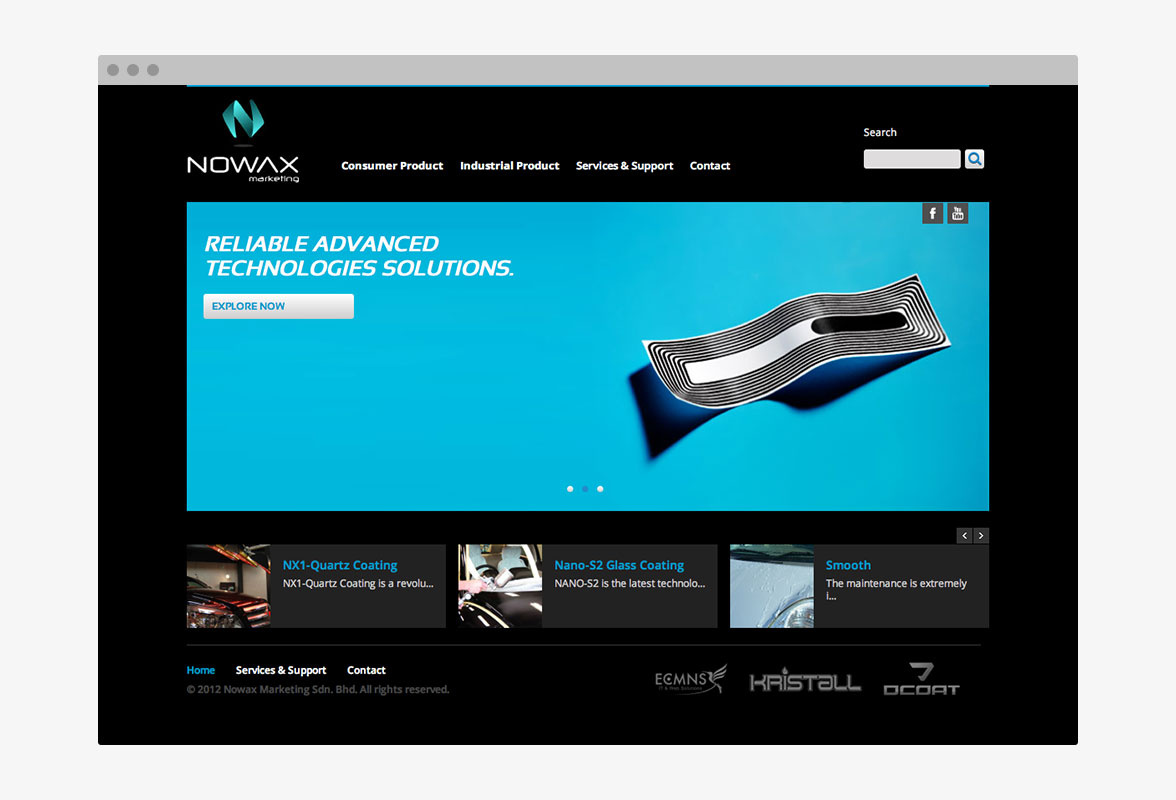 NOWAX
marketing
Consumer Product
Industrial Product
Services & Support
Contact
Search
f
You
Tube
RELIABLE ADVANCED
TECHNOLOGIES SOLUTIONS.
EXPLORE NOW
NX1-Quartz Coating
NX1-Quartz Coating is a revolu...
Nano-S2 Glass Coating
NANO-S2 is the latest technolo...
Smooth
The maintenance is extremely
i...
Home
Services & Support
Contact
© 2012 Nowax Marketing Sdn. Bhd. All rights reserved.
ECMNS
IT & Web Solutions
KRISTALL
7
DCOAT